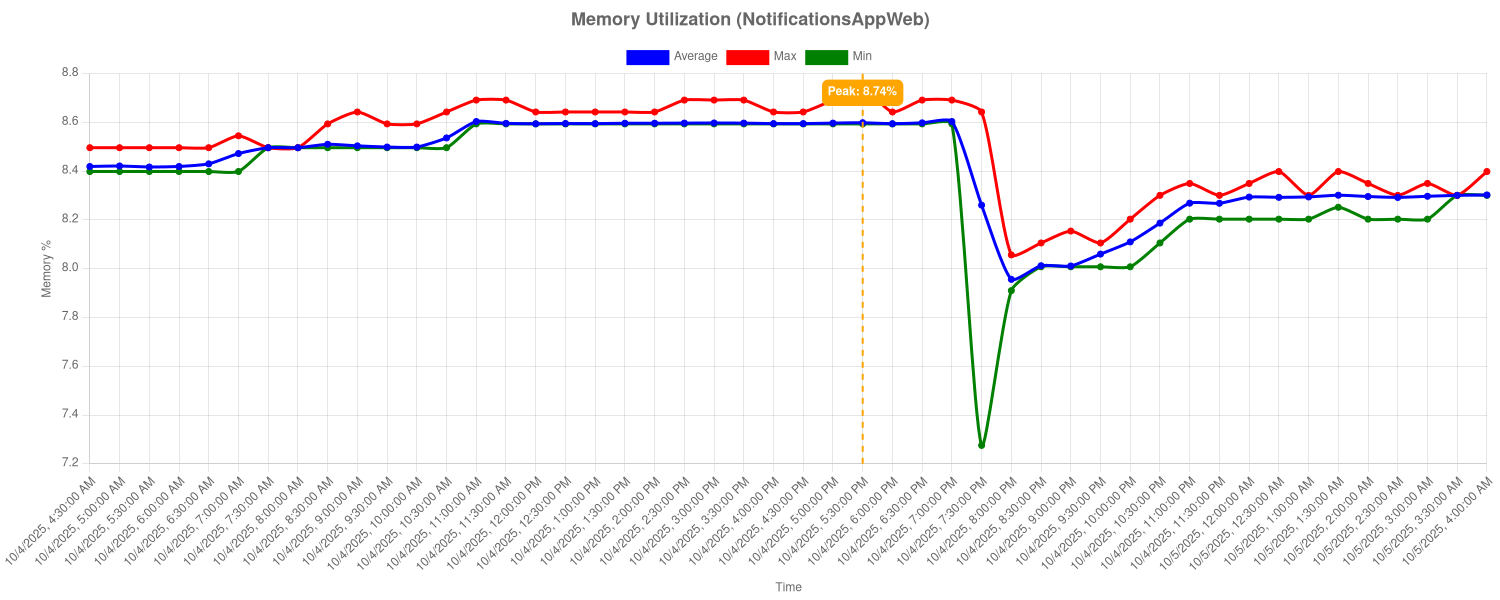 Memory Utilization (NotificationsAppWeb)
Average Max Min
8.8
8.6
8.4
8.2
8.0
7.8
7.6
7.4
7.2
Memory %
Peak: 8.74%
10/4/2025, 4:30:00 AM
10/4/2025, 5:00:00 AM
10/4/2025, 5:30:00 AM
10/4/2025, 6:00:00 AM
10/4/2025, 6:30:00 AM
10/4/2025, 7:00:00 AM
10/4/2025, 7:30:00 AM
10/4/2025, 8:00:00 AM
10/4/2025, 8:30:00 AM
10/4/2025, 9:00:00 AM
10/4/2025, 9:30:00 AM
10/4/2025, 10:00:00 AM
10/4/2025, 10:30:00 AM
10/4/2025, 11:00:00 AM
10/4/2025, 11:30:00 AM
10/4/2025, 12:00:00 PM
10/4/2025, 12:30:00 PM
10/4/2025, 1:00:00 PM
10/4/2025, 1:30:00 PM
10/4/2025, 2:00:00 PM
10/4/2025, 2:30:00 PM
10/4/2025, 3:00:00 PM
10/4/2025, 3:30:00 PM
10/4/2025, 4:00:00 PM
10/4/2025, 4:30:00 PM
10/4/2025, 5:00:00 PM
10/4/2025, 5:30:00 PM
10/4/2025, 6:00:00 PM
10/4/2025, 6:30:00 PM
10/4/2025, 7:00:00 PM
10/4/2025, 7:30:00 PM
10/4/2025, 8:00:00 PM
10/4/2025, 8:30:00 PM
10/4/2025, 9:00:00 PM
10/4/2025, 9:30:00 PM
10/4/2025, 10:00:00 PM
10/4/2025, 10:30:00 PM
10/4/2025, 11:00:00 PM
10/4/2025, 11:30:00 PM
10/5/2025, 12:00:00 AM
10/5/2025, 12:30:00 AM
10/5/2025, 1:00:00 AM
10/5/2025, 1:30:00 AM
10/5/2025, 2:00:00 AM
10/5/2025, 2:30:00 AM
10/5/2025, 3:00:00 AM
10/5/2025, 3:30:00 AM
10/5/2025, 4:00:00 AM
Time